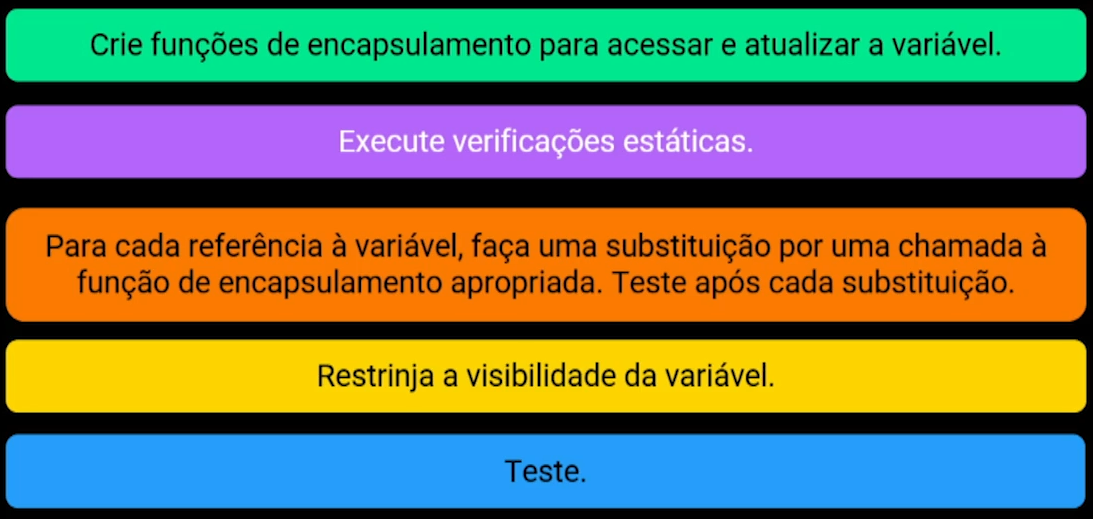 Crie funções de encapsulamento para acessar e atualizar a variável.
Execute verificações estáticas.
Para cada referência à variável, faça uma substituição por uma chamada à
função de encapsulamento apropriada. Teste após cada substituição.
Restrinja a visibilidade da variável.
Teste.